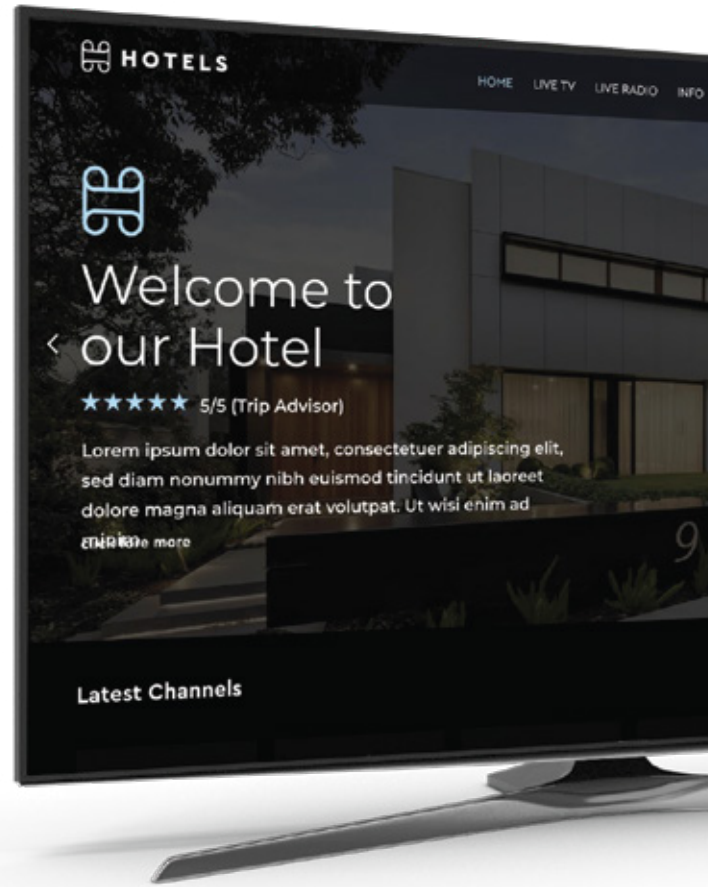 HOTELS
HOME LIVE TV LIVE RADIO INFO
Welcome to
our Hotel
5/5 (Trip Advisor)
Lorem ipsum dolor sit amet, consectetuer adipiscing elit,
sed diam nonummy nibh euismod tincidunt ut laoreet
dolore magna aliquam erat volutpat. Ut wisi enim ad
more
9
Latest Channels